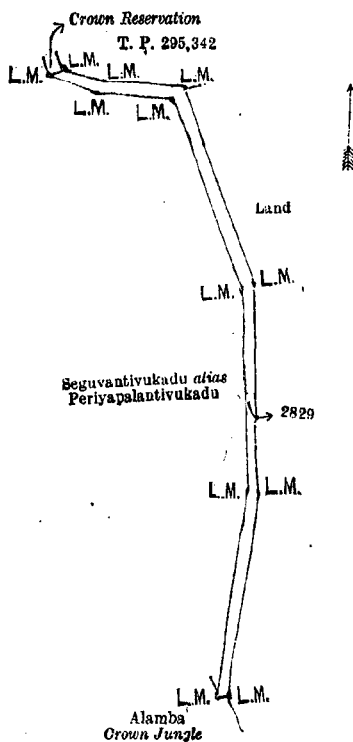 Crown Reservation
T. P. 295,342
L.M. L.M. L.M. L.M.
L.M. L.M.
Land
L.M. L.M.
Seguvantivukadu alias
Periyapalantivukadu
2829
L.M. L.M.
L.M. L.M.
Alamba
Crown Jungle